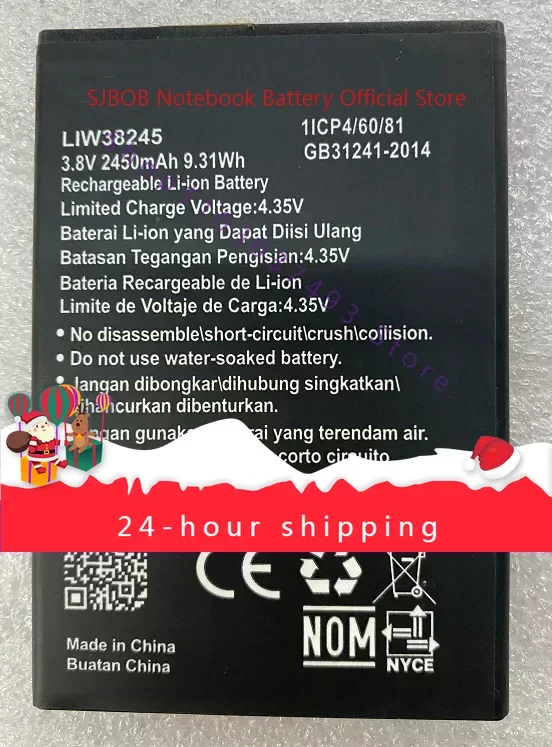 SJBOB Notebook Battery Official Store
LIW38245
1ICP4/60/81
3.8V 2450mAh 9.31Wh
GB31241-2014
Rechargeable Li-ion Battery
Limited Charge Voltage:4.35V
Baterai Li-ion yang Dapat Diisi Ulang
Batasan Tegangan Pengisian:4.35V
Bateria Recargeable de Li-ion
Limite de Voltaje de Carga:4.35V
• No disassemble\short-circuit\crush\collision.
• Do not use water-soaked battery.
Jangan dibongkar\dihubung singkatkan\
dihancurkan dibenturkan.
yang terendam air.
corto circuito
24-hour shipping
CE
NOM
NYCE
Made in China
Buatan China
Store